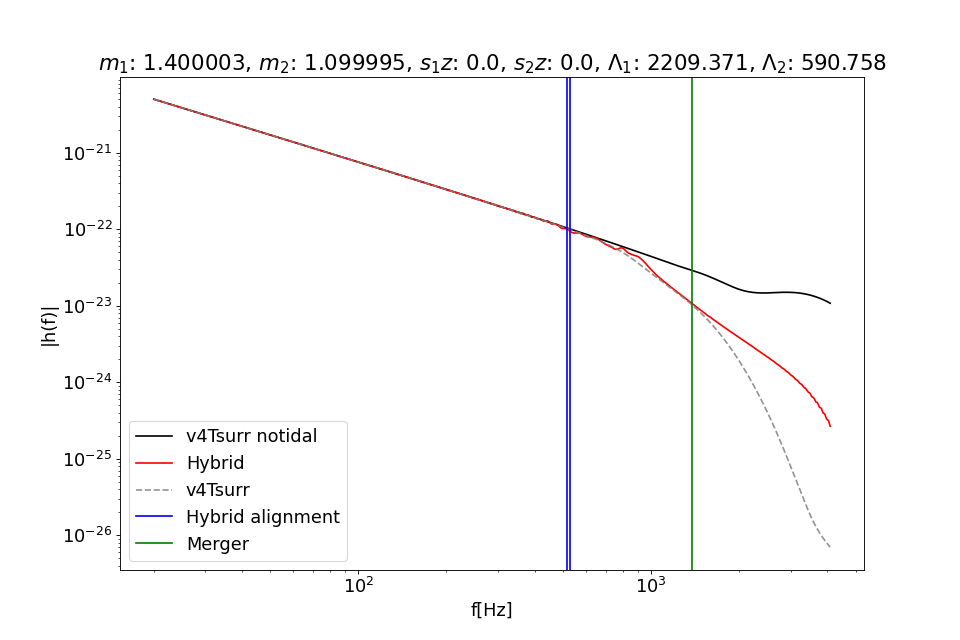 m₁: 1.400003, m₂: 1.099995, s₁z: 0.0, s₂z: 0.0, Λ₁: 2209.371, Λ₂: 590.758
10⁻²¹
10⁻²²
10⁻²³
10⁻²⁴
10⁻²⁵
10⁻²⁶
|h(f)|
v4Tsurr notidal
Hybrid
v4Tsurr
Hybrid alignment
Merger
10² 10³
f[Hz]